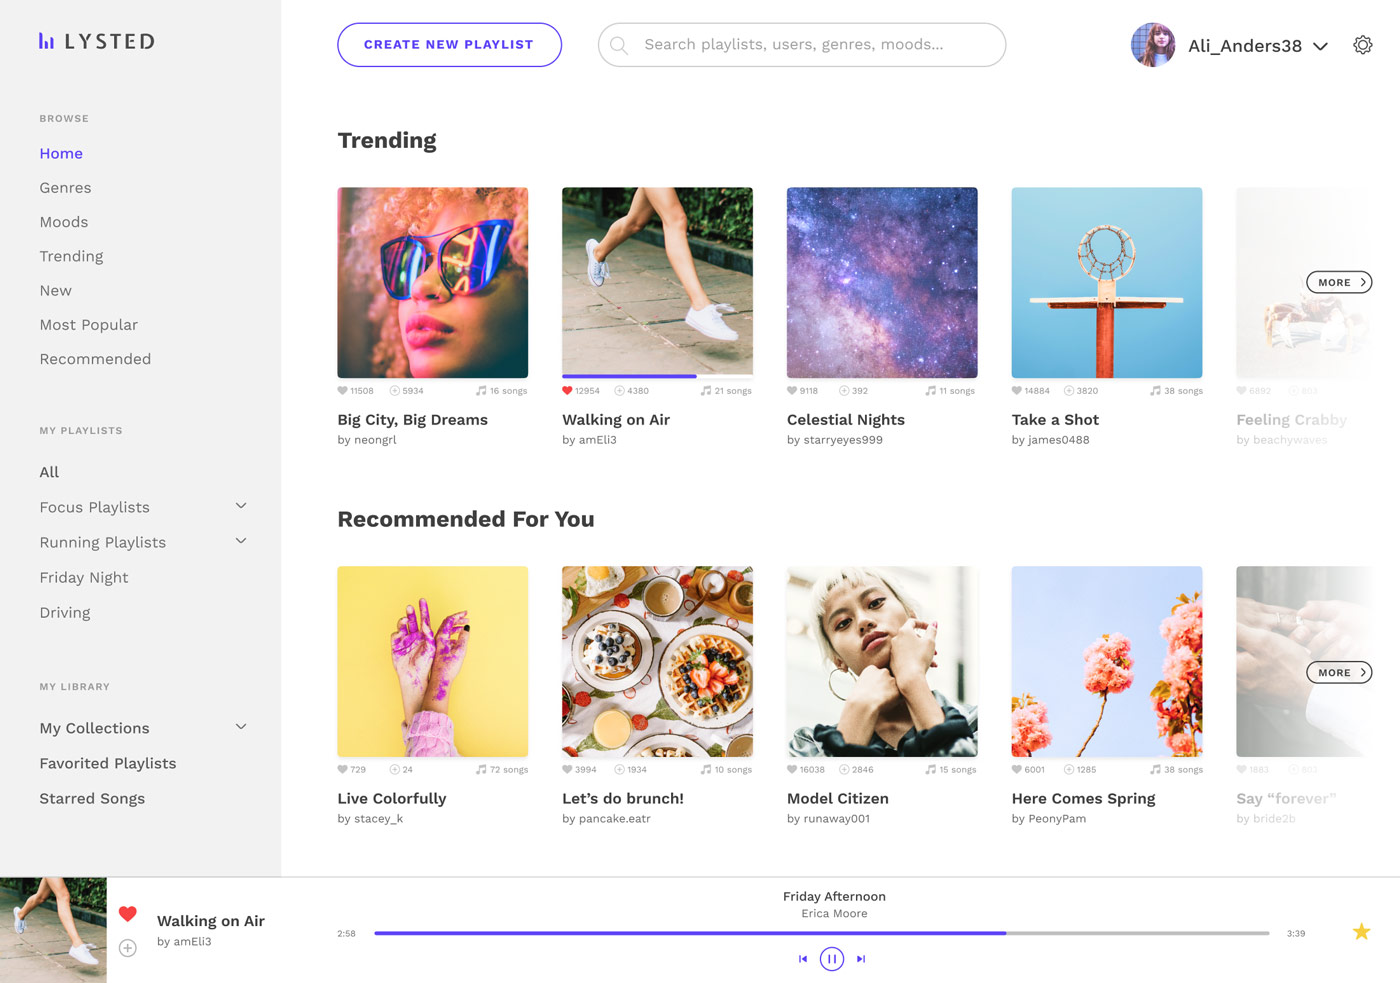 LYSTED
CREATE NEW PLAYLIST
Search playlists, users, genres, moods...
Ali_Anders38
BROWSE
Home
Genres
Moods
Trending
New
Most Popular
Recommended
MY PLAYLISTS
All
Focus Playlists
Running Playlists
Friday Night
Driving
MY LIBRARY
My Collections
Favorited Playlists
Starred Songs
Trending
11508 5934 16 songs
Big City, Big Dreams
by neongrl
12954 4380 21 songs
Walking on Air
by amEli3
9118 392 11 songs
Celestial Nights
by starryeyes999
14884 3820 38 songs
Take a Shot
by james0488
MORE
6892 603
Feeling Crabby
by beachywaves
Recommended For You
729 24 72 songs
Live Colorfully
by stacey_k
3994 1934 10 songs
Let’s do brunch!
by pancake.eatr
16038 2846 15 songs
Model Citizen
by runaway001
6001 1285 38 songs
Here Comes Spring
by PeonyPam
MORE
Say “forever”
by bride2b
Walking on Air
by amEli3
Friday Afternoon
Erica Moore
2:58
3:39